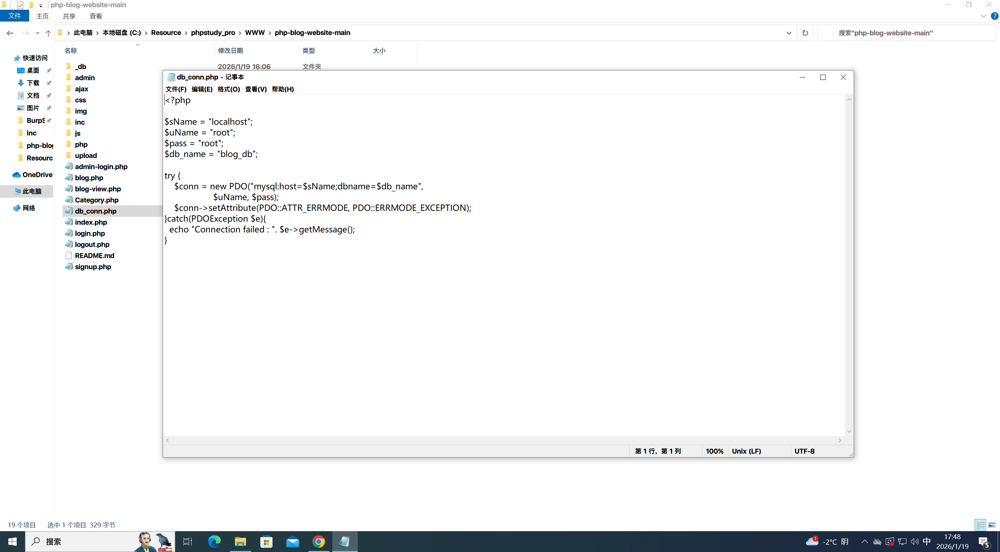 php-blog-website-main
文件 主页 共享 查看
此电脑 本地磁盘 (C:) Resource phpstudy_pro WWW php-blog-website-main
搜索"php-blog-website-main"
名称 修改日期 类型 大小
快速访问
桌面
下载
文档
图片
BurpS
inc
php-blog
Resourc
OneDrive
此电脑
网络
_db 2026/1/19 16:06 文件夹
admin
ajax
css
img
inc
js
php
upload
admin-login.php
blog.php
blog-view.php
Category.php
db_conn.php
index.php
login.php
logout.php
README.md
signup.php
db_conn.php - 记事本
文件(F) 编辑(E) 格式(O) 查看(V) 帮助(H)
<?php
$sName = "localhost";
$uName = "root";
$pass = "root";
$db_name = "blog_db";
try {
$conn = new PDO("mysql:host=$sName;dbname=$db_name",
$uName, $pass);
$conn->setAttribute(PDO::ATTR_ERRMODE, PDO::ERRMODE_EXCEPTION);
}catch(PDOException $e){
echo "Connection failed : ". $e->getMessage();
}
第 1 行，第 1 列 100% Unix (LF) UTF-8
19 个项目 选中 1 个项目 329 字节
搜索
1 -2°C 阴 中 17:48
2026/1/19 5